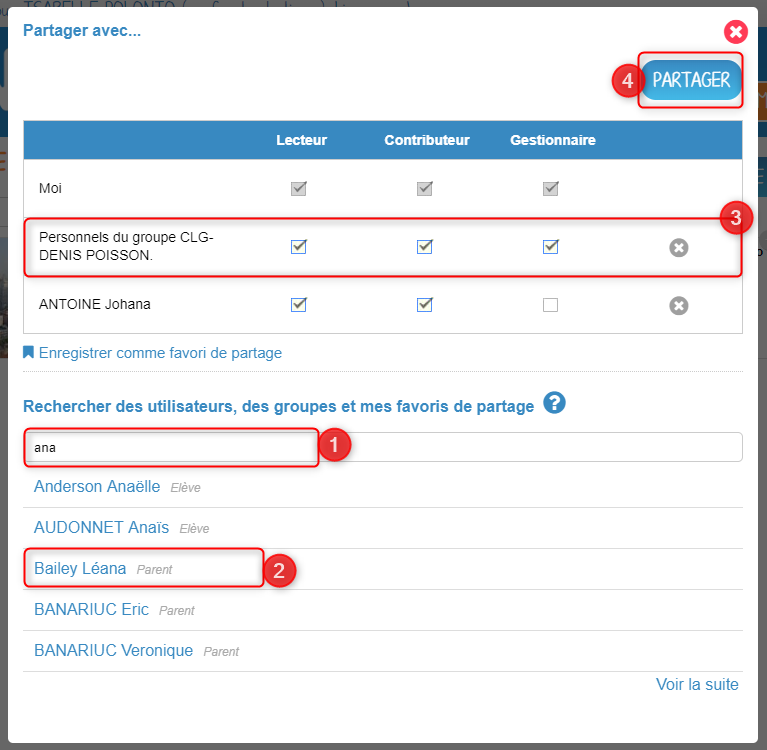 Partager avec...
4
PARTAGER
Lecteur Contributeur Gestionnaire
Moi
3
Personnels du groupe CLG-
DENIS POISSON.
ANTOINE Johana
Enregistrer comme favori de partage
Rechercher des utilisateurs, des groupes et mes favoris de partage ?
ana
1
Anderson Anaëlle Elève
AUDONNET Anaïs Elève
Bailey Léana Parent
2
BANARIUC Eric Parent
BANARIUC Veronique Parent
Voir la suite